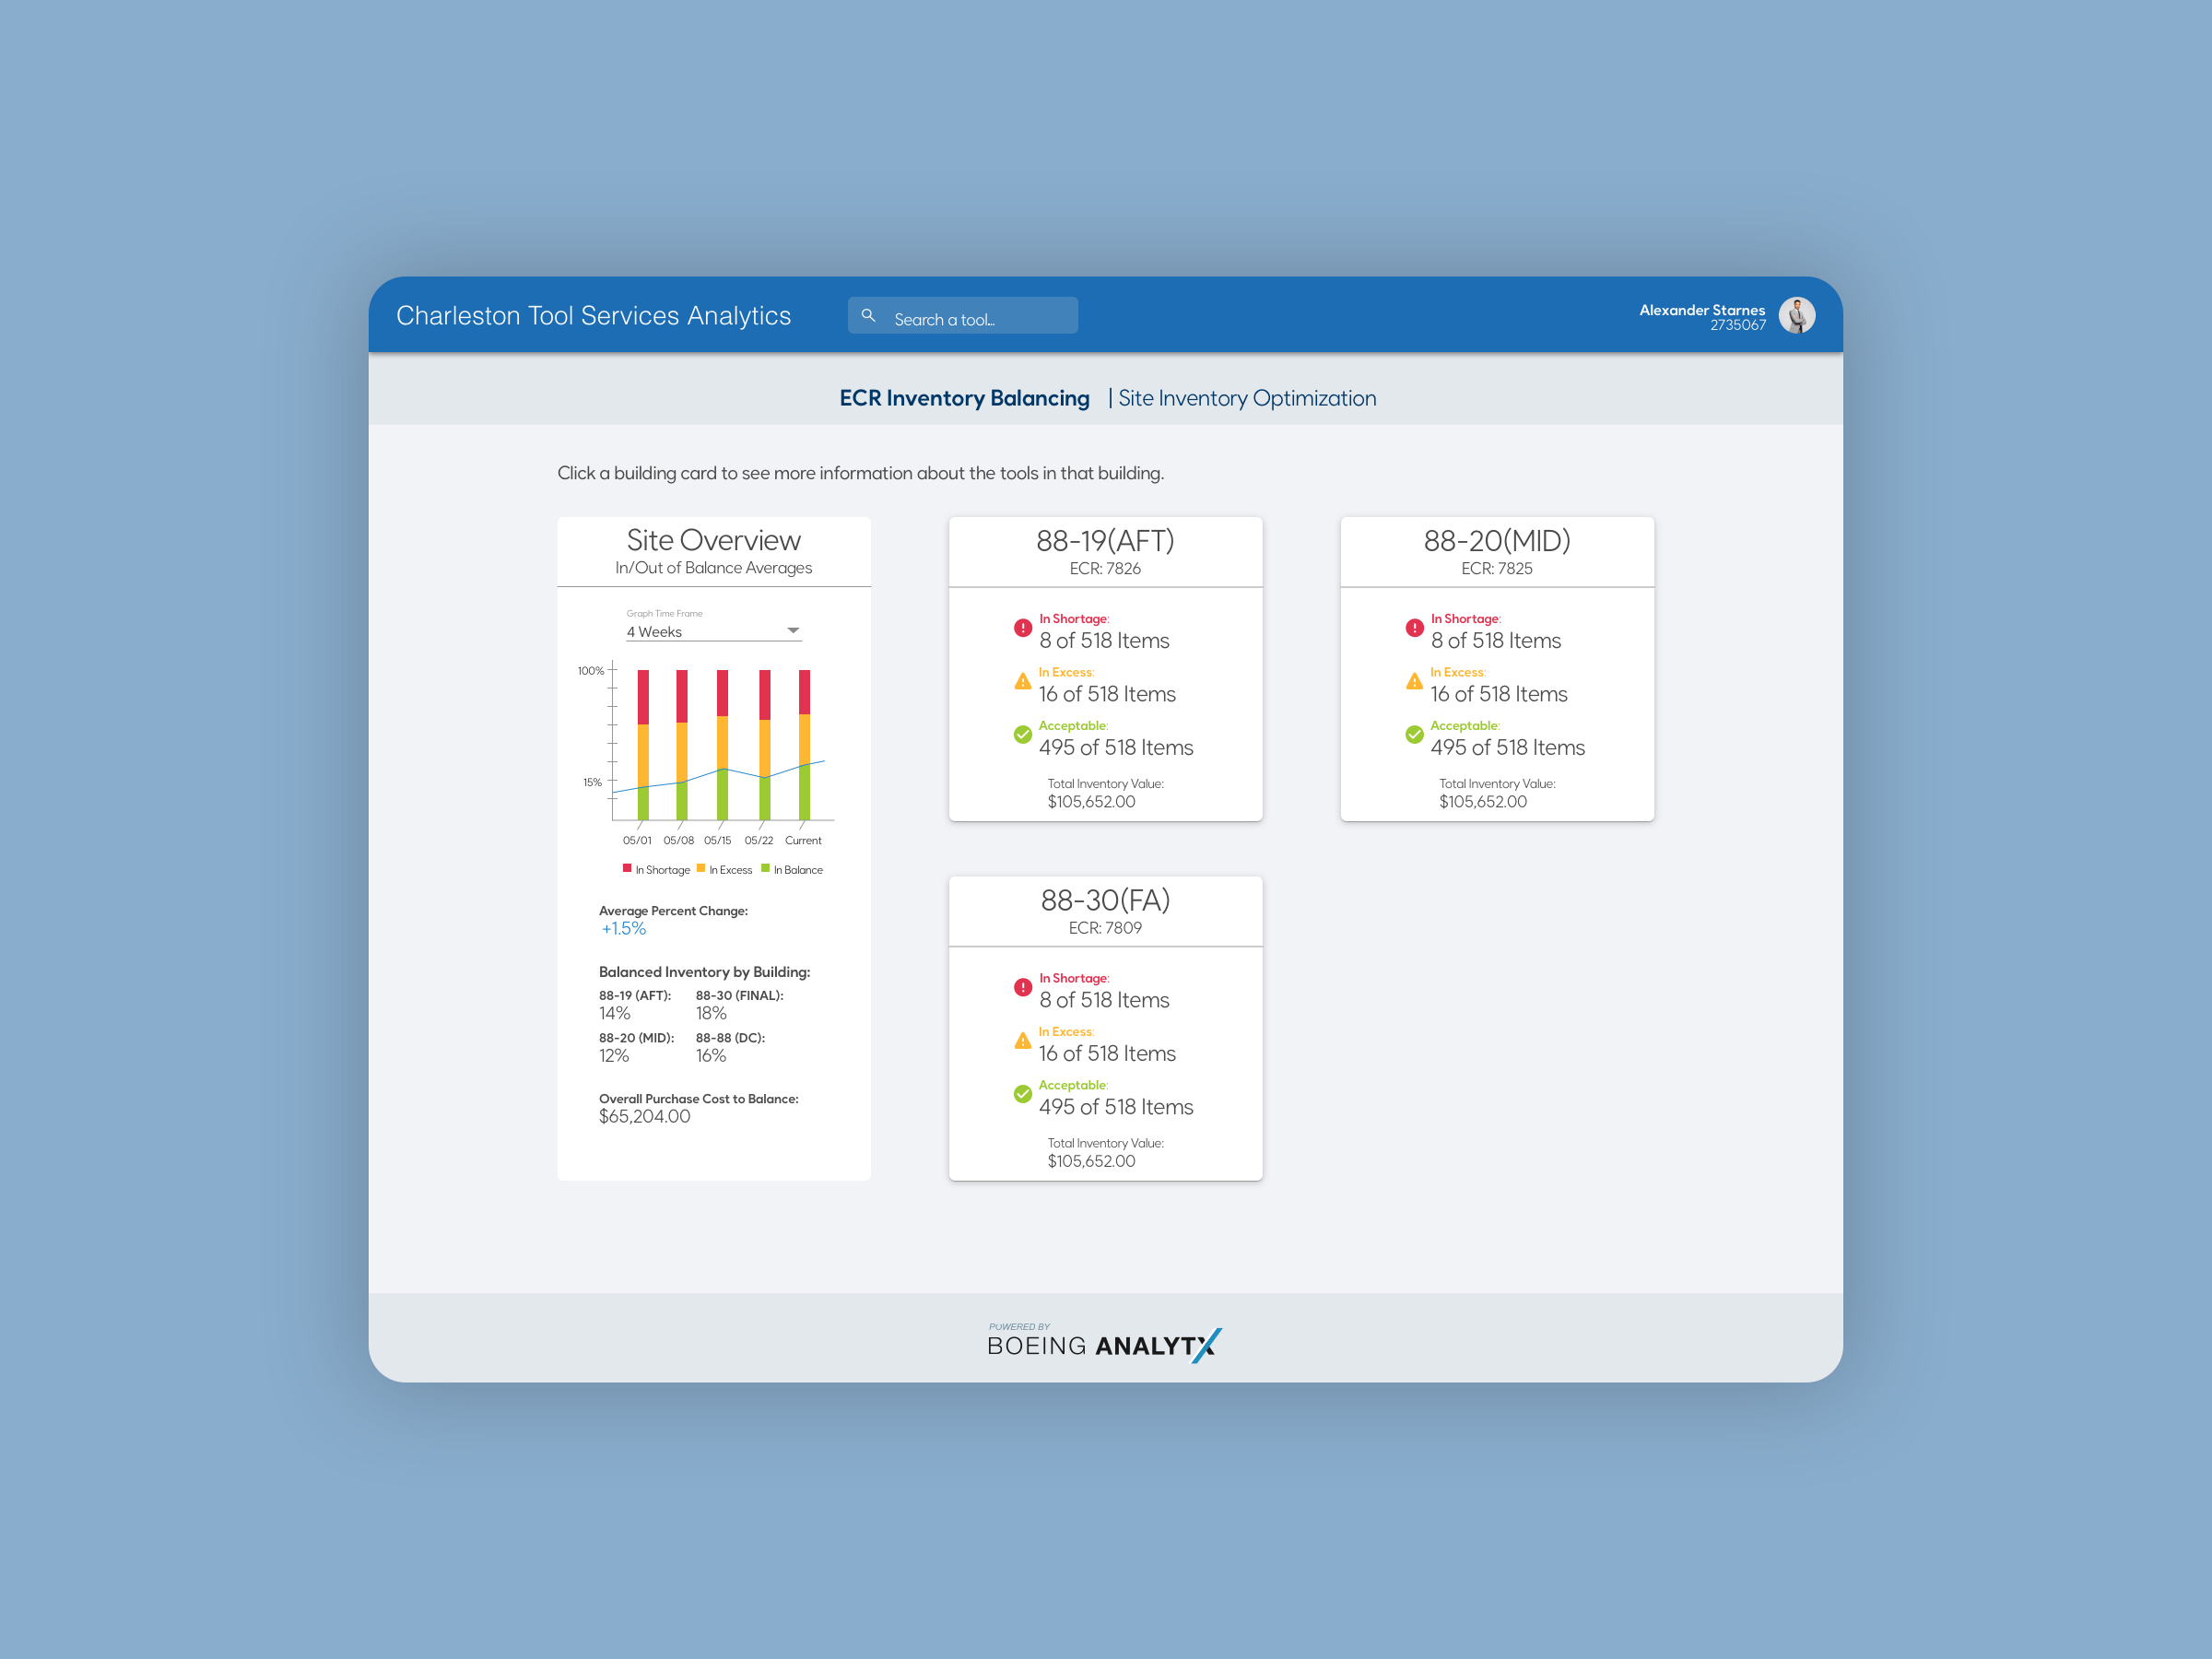 Charleston Tool Services Analytics
Search a tool...
Alexander Starnes
2735067
ECR Inventory Balancing | Site Inventory Optimization
Click a building card to see more information about the tools in that building.
Site Overview
In/Out of Balance Averages
Graph Time Frame
4 Weeks
100%
15%
05/01 05/08 05/15 05/22 Current
In Shortage In Excess In Balance
Average Percent Change:
+1.5%
Balanced Inventory by Building:
88-19 (AFT): 88-30 (FINAL):
14% 18%
88-20 (MID): 88-88 (DC):
12% 16%
Overall Purchase Cost to Balance:
$65,204.00
88-19(AFT)
ECR: 7826
In Shortage:
8 of 518 Items
In Excess:
16 of 518 Items
Acceptable:
495 of 518 Items
Total Inventory Value:
$105,652.00
88-20(MID)
ECR: 7825
In Shortage:
8 of 518 Items
In Excess:
16 of 518 Items
Acceptable:
495 of 518 Items
Total Inventory Value:
$105,652.00
88-30(FA)
ECR: 7809
In Shortage:
8 of 518 Items
In Excess:
16 of 518 Items
Acceptable:
495 of 518 Items
Total Inventory Value:
$105,652.00
POWERED BY
BOEING ANALYTX